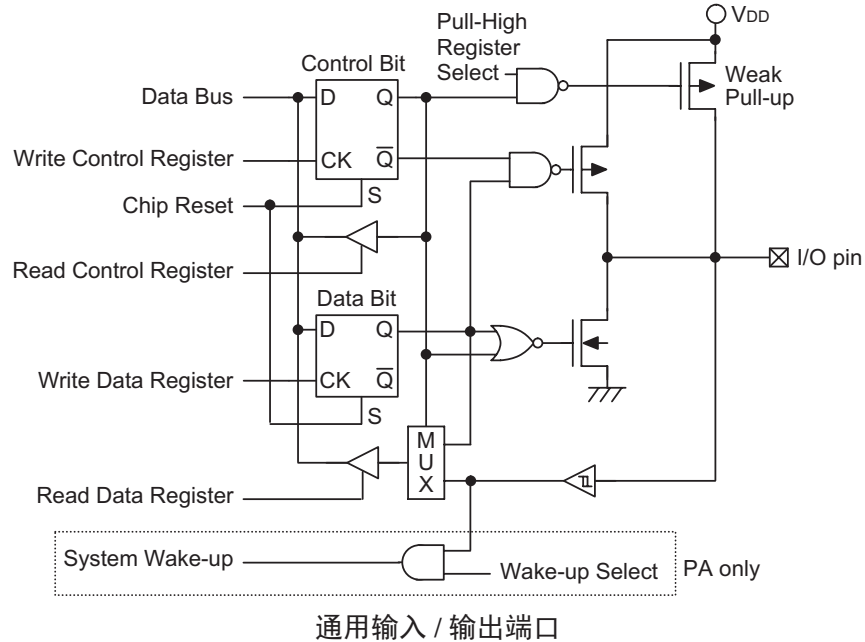 VDD
Pull-High
Register
Select
Control Bit
Weak
Pull-up
Data Bus
D
Q
Write Control Register
CK
Q̅
Chip Reset
S
I/O pin
Read Control Register
Data Bit
D
Q
Write Data Register
CK
Q̅
S
M
U
X
Read Data Register
System Wake-up
Wake-up Select
PA only
通用输入 / 输出端口